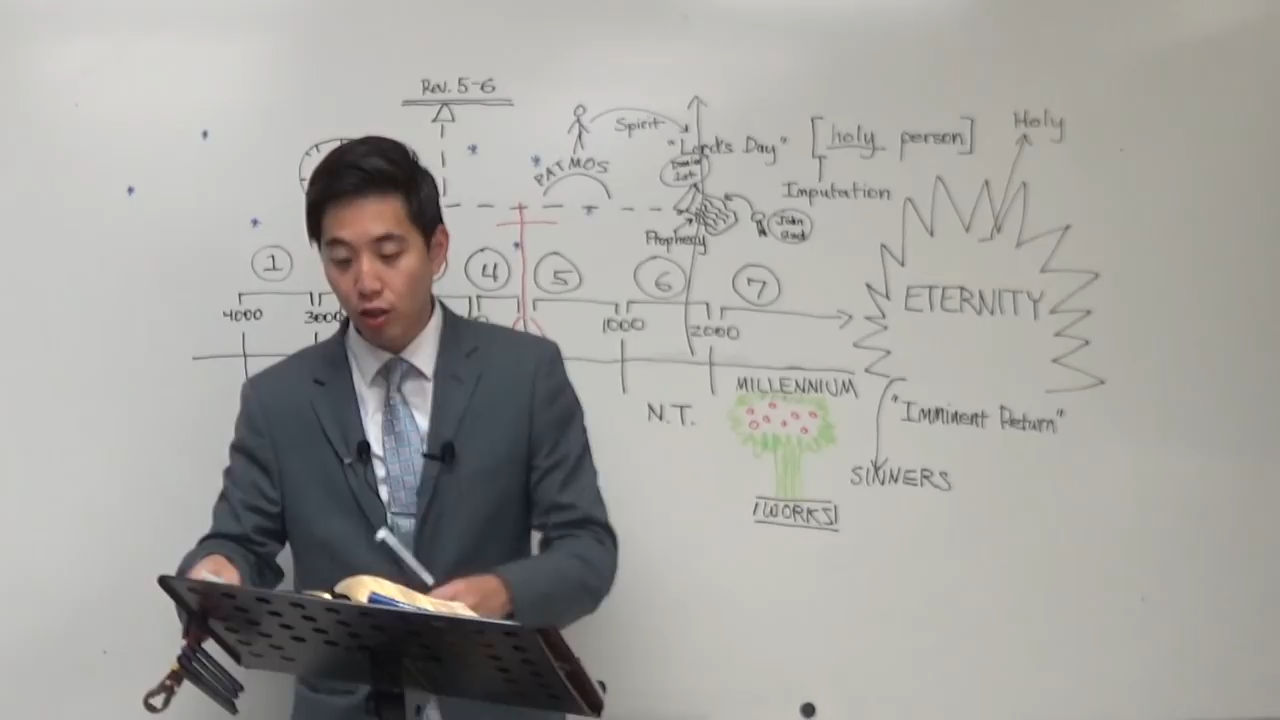 Rev. 5-6
Spirit
"Lord's Day"
[holy person]
Holy
PATMOS
Imputation
John
Prophecy
1
4
5
6
7
ETERNITY
4000
3000
1000
2000
MILLENNIUM
N.T.
"Imminent Return"
SINNERS
WORKS